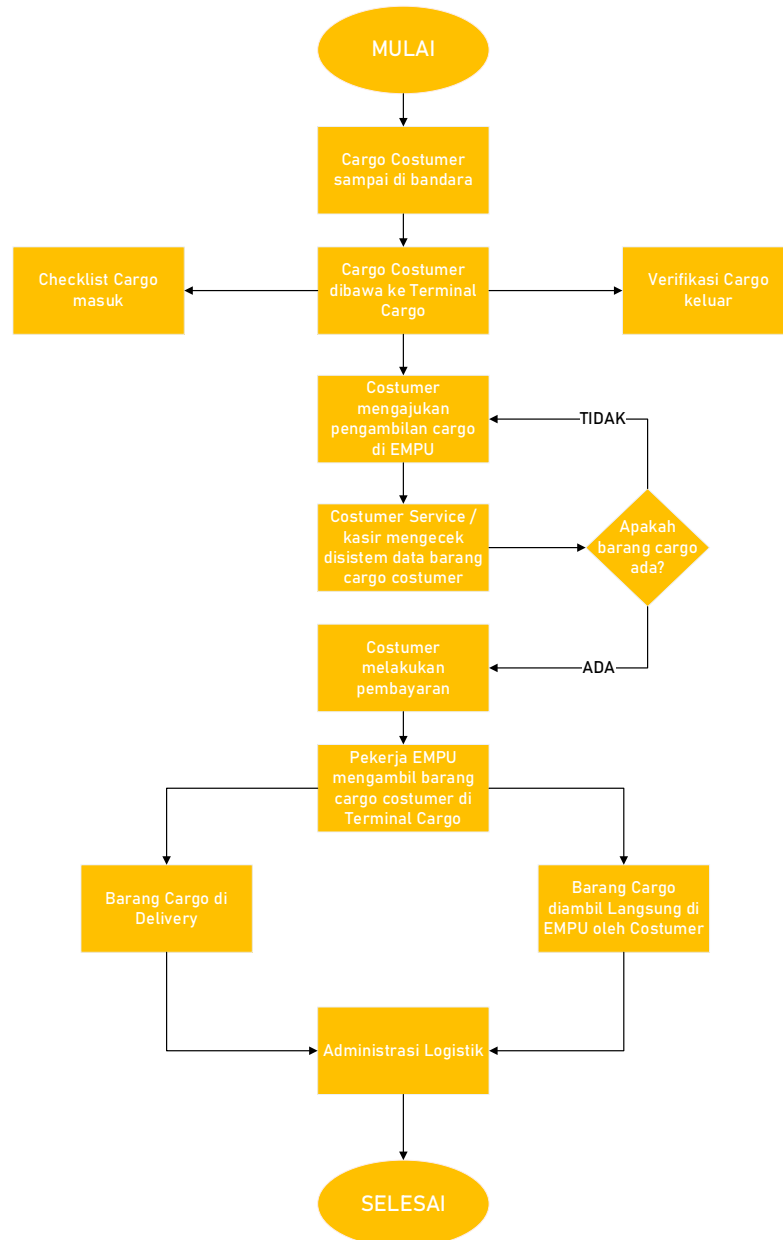 MULAI
Cargo Costumer
sampai di bandara
Checklist Cargo
masuk
Cargo Costumer
dibawa ke Terminal
Cargo
Verifikasi Cargo
keluar
Costumer
mengajukan
pengambilan cargo
di EMPU
TIDAK
Costumer Service /
kasir mengecek
disistem data barang
cargo costumer
Apakah
barang cargo
ada?
Costumer
melakukan
pembayaran
ADA
Pekerja EMPU
mengambil barang
cargo costumer di
Terminal Cargo
Barang Cargo di
Delivery
Barang Cargo
diambil Langsung di
EMPU oleh Costumer
Administrasi Logistik
SELESAI